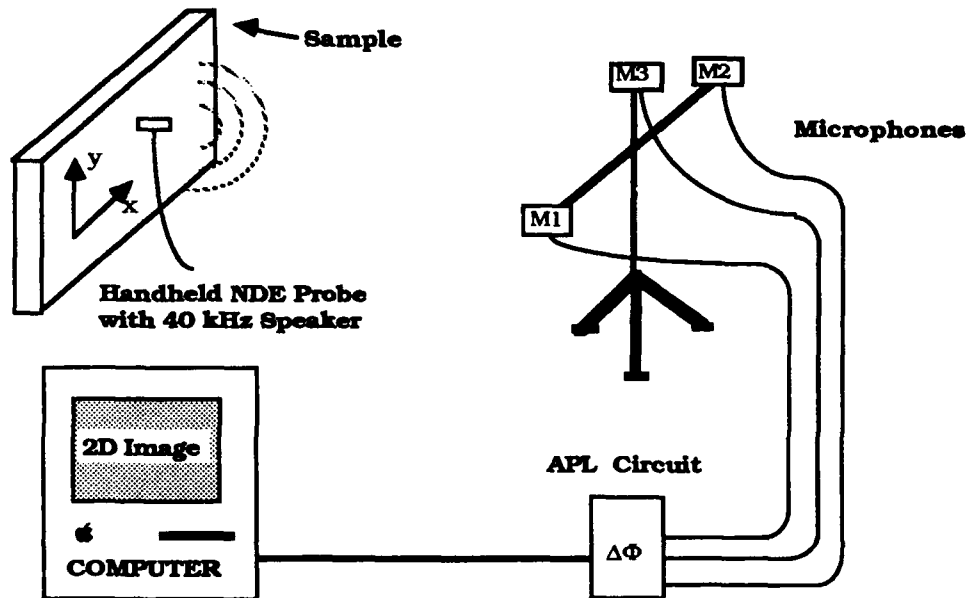 Sample
M3
M2
Microphones
y
x
M1
Handheld NDE Probe
with 40 kHz Speaker
2D Image
APL Circuit
ΔΦ
COMPUTER